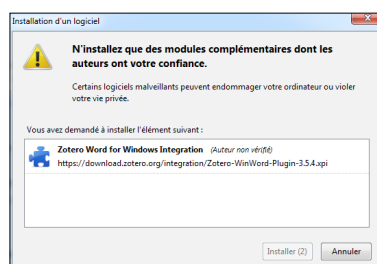 Installation d'un logiciel
N'installez que des modules complémentaires dont les
auteurs ont votre confiance.
Certains logiciels malveillants peuvent endommager votre ordinateur ou violer
votre vie privée.
Vous avez demandé à installer l'élément suivant :
Zotero Word for Windows Integration (Auteur non vérifié)
https://download.zotero.org/integration/Zotero-WinWord-Plugin-3.5.4.xpi
Installer (2) Annuler